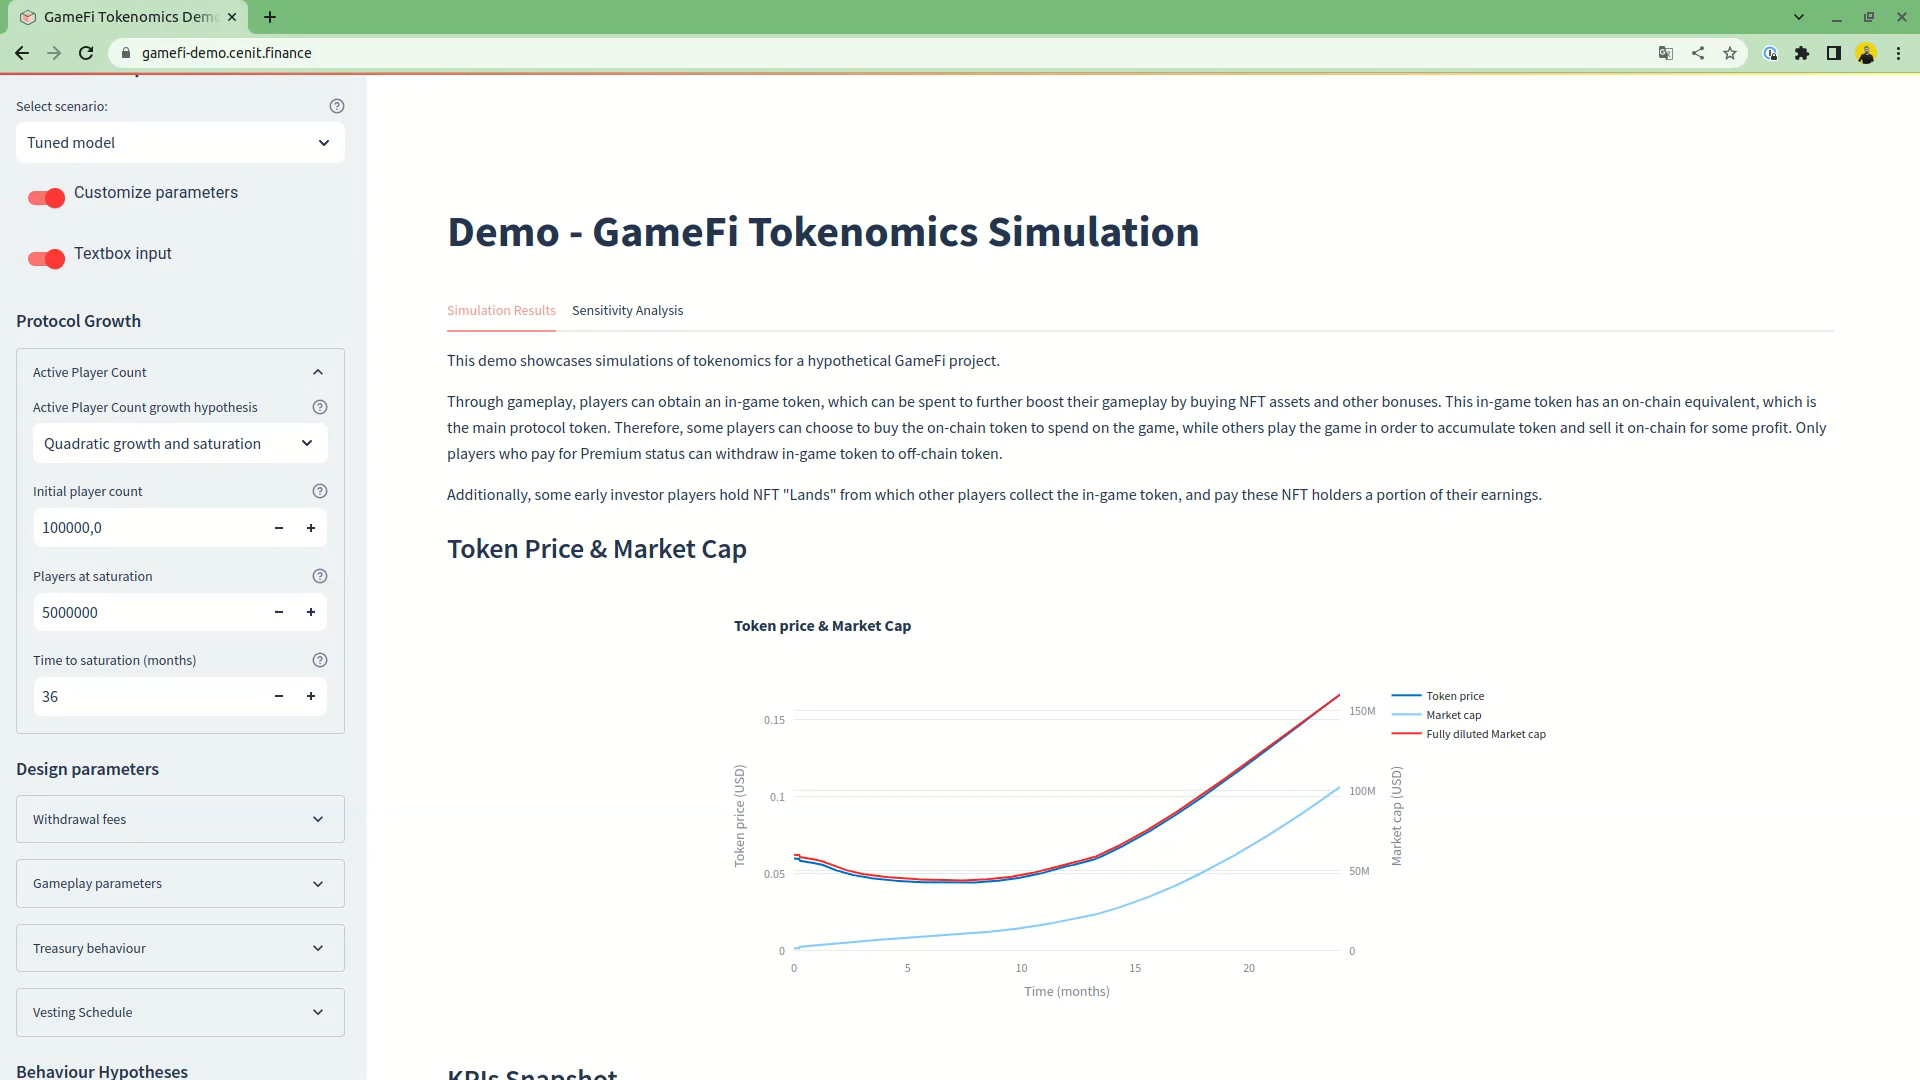 GameFi Tokenomics Demo
gamefi-demo.cenit.finance
Select scenario:
Tuned model
Customize parameters
Textbox input
Protocol Growth
Active Player Count
Active Player Count growth hypothesis
Quadratic growth and saturation
Initial player count
100000,0
Players at saturation
5000000
Time to saturation (months)
36
Design parameters
Withdrawal fees
Gameplay parameters
Treasury behaviour
Vesting Schedule
Behaviour Hypotheses
Demo - GameFi Tokenomics Simulation
Simulation Results
Sensitivity Analysis
This demo showcases simulations of tokenomics for a hypothetical GameFi project.
Through gameplay, players can obtain an in-game token, which can be spent to further boost their gameplay by buying NFT assets and other bonuses. This in-game token has an on-chain equivalent, which is
the main protocol token. Therefore, some players can choose to buy the on-chain token to spend on the game, while others play the game in order to accumulate token and sell it on-chain for some profit. Only
players who pay for Premium status can withdraw in-game token to off-chain token.
Additionally, some early investor players hold NFT "Lands" from which other players collect the in-game token, and pay these NFT holders a portion of their earnings.
Token Price & Market Cap
Token price & Market Cap
Token price
Market cap
Fully diluted Market cap
0.15
0.1
0.05
0
Token price (USD)
150M
100M
50M
0
Market cap (USD)
0
5
10
15
20
Time (months)
KPIs Snapshot